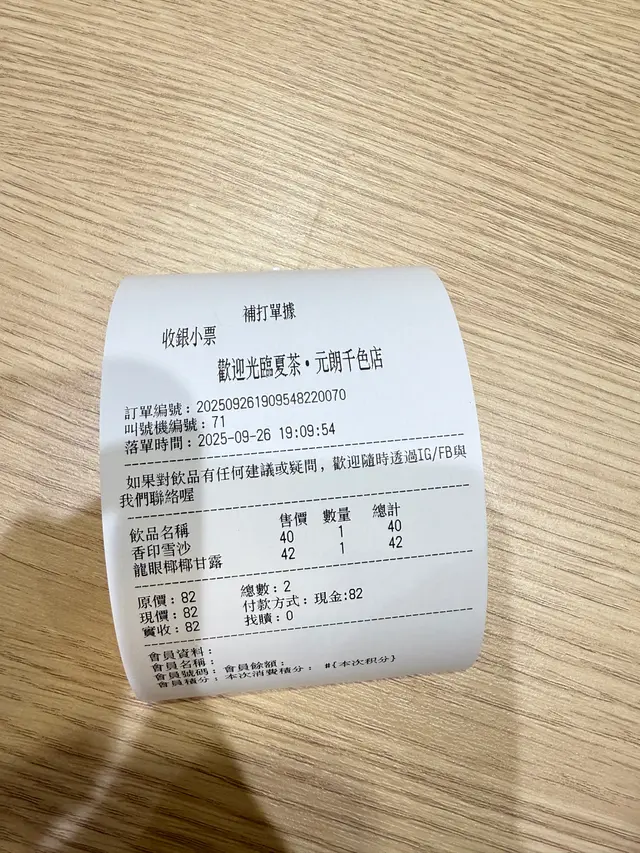 補打單據
收銀小票
歡迎光臨夏茶•元朗千色店
訂單編號：202509261909548220070
叫號機編號：71
落單時間：2025-09-26 19:09:54
如果對飲品有任何建議或疑問，歡迎隨時透過IG/FB與
我們聯絡喔
飲品名稱 售價 數量 總計
香印雪沙 40 1 40
龍眼椰椰甘露 42 1 42
原價：82 總數：2
現價：82 付款方式：現金:82
實收：82 找贖：0
會員資料：
會員名稱：
會員號碼： 會員餘額：
會員積分： 本次消費積分： #{本次积分}